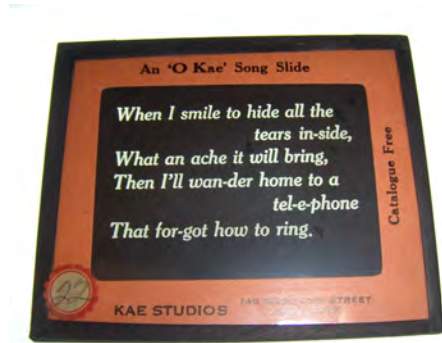 An 'O Kae' Song Slide
When I smile to hide all the
tears in-side,
What an ache it will bring,
Then I'll wan-der home to a
tel-e-phone
That for-got how to ring.
Catalogue Free
22
KAE STUDIOS
STREET